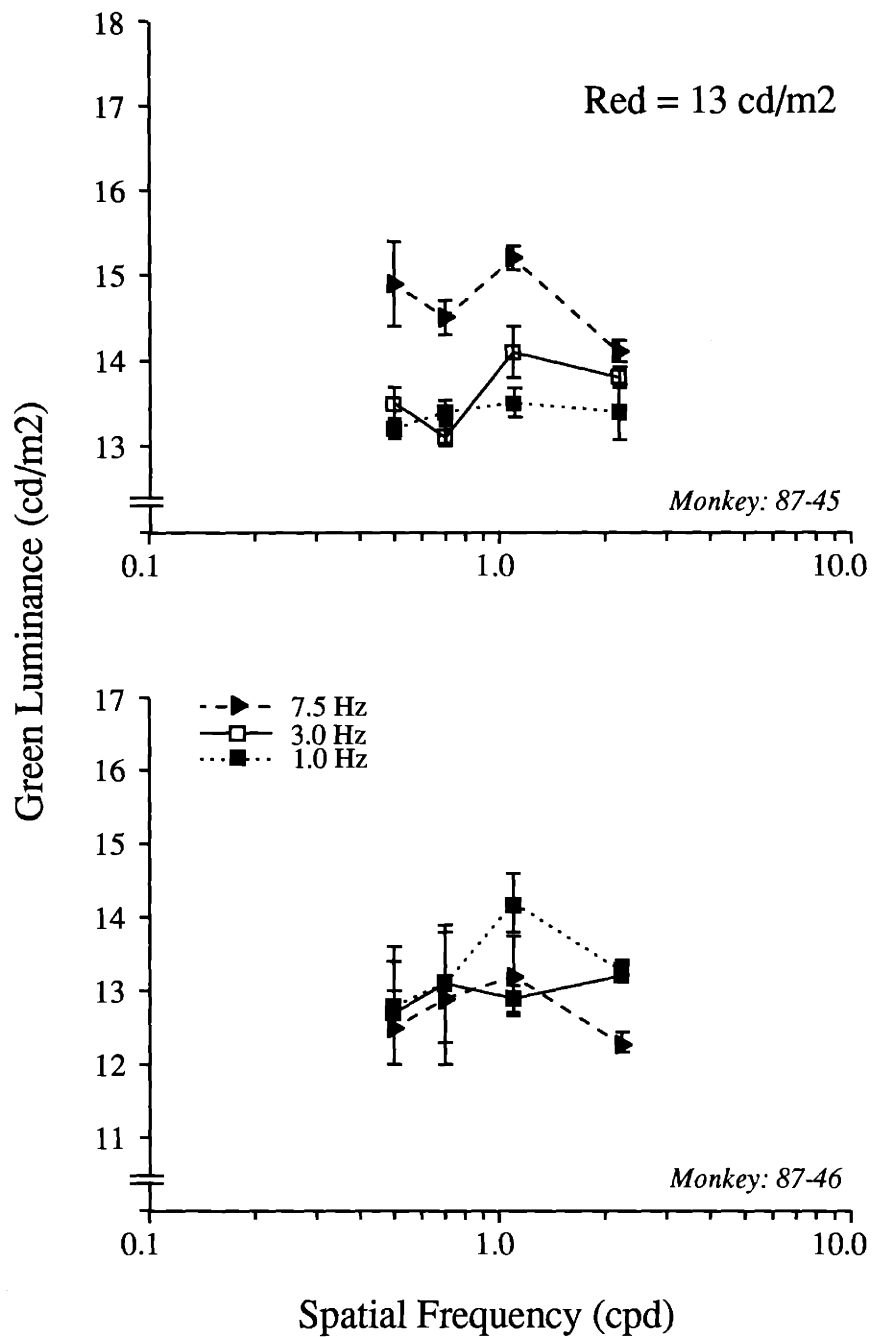 18
17
Red = 13 cd/m2
16
15
14
13
Monkey: 87-45
0.1 1.0 10.0
Green Luminance (cd/m2)
17
7.5 Hz
3.0 Hz
1.0 Hz
16
15
14
13
12
11
Monkey: 87-46
0.1 1.0 10.0
Spatial Frequency (cpd)